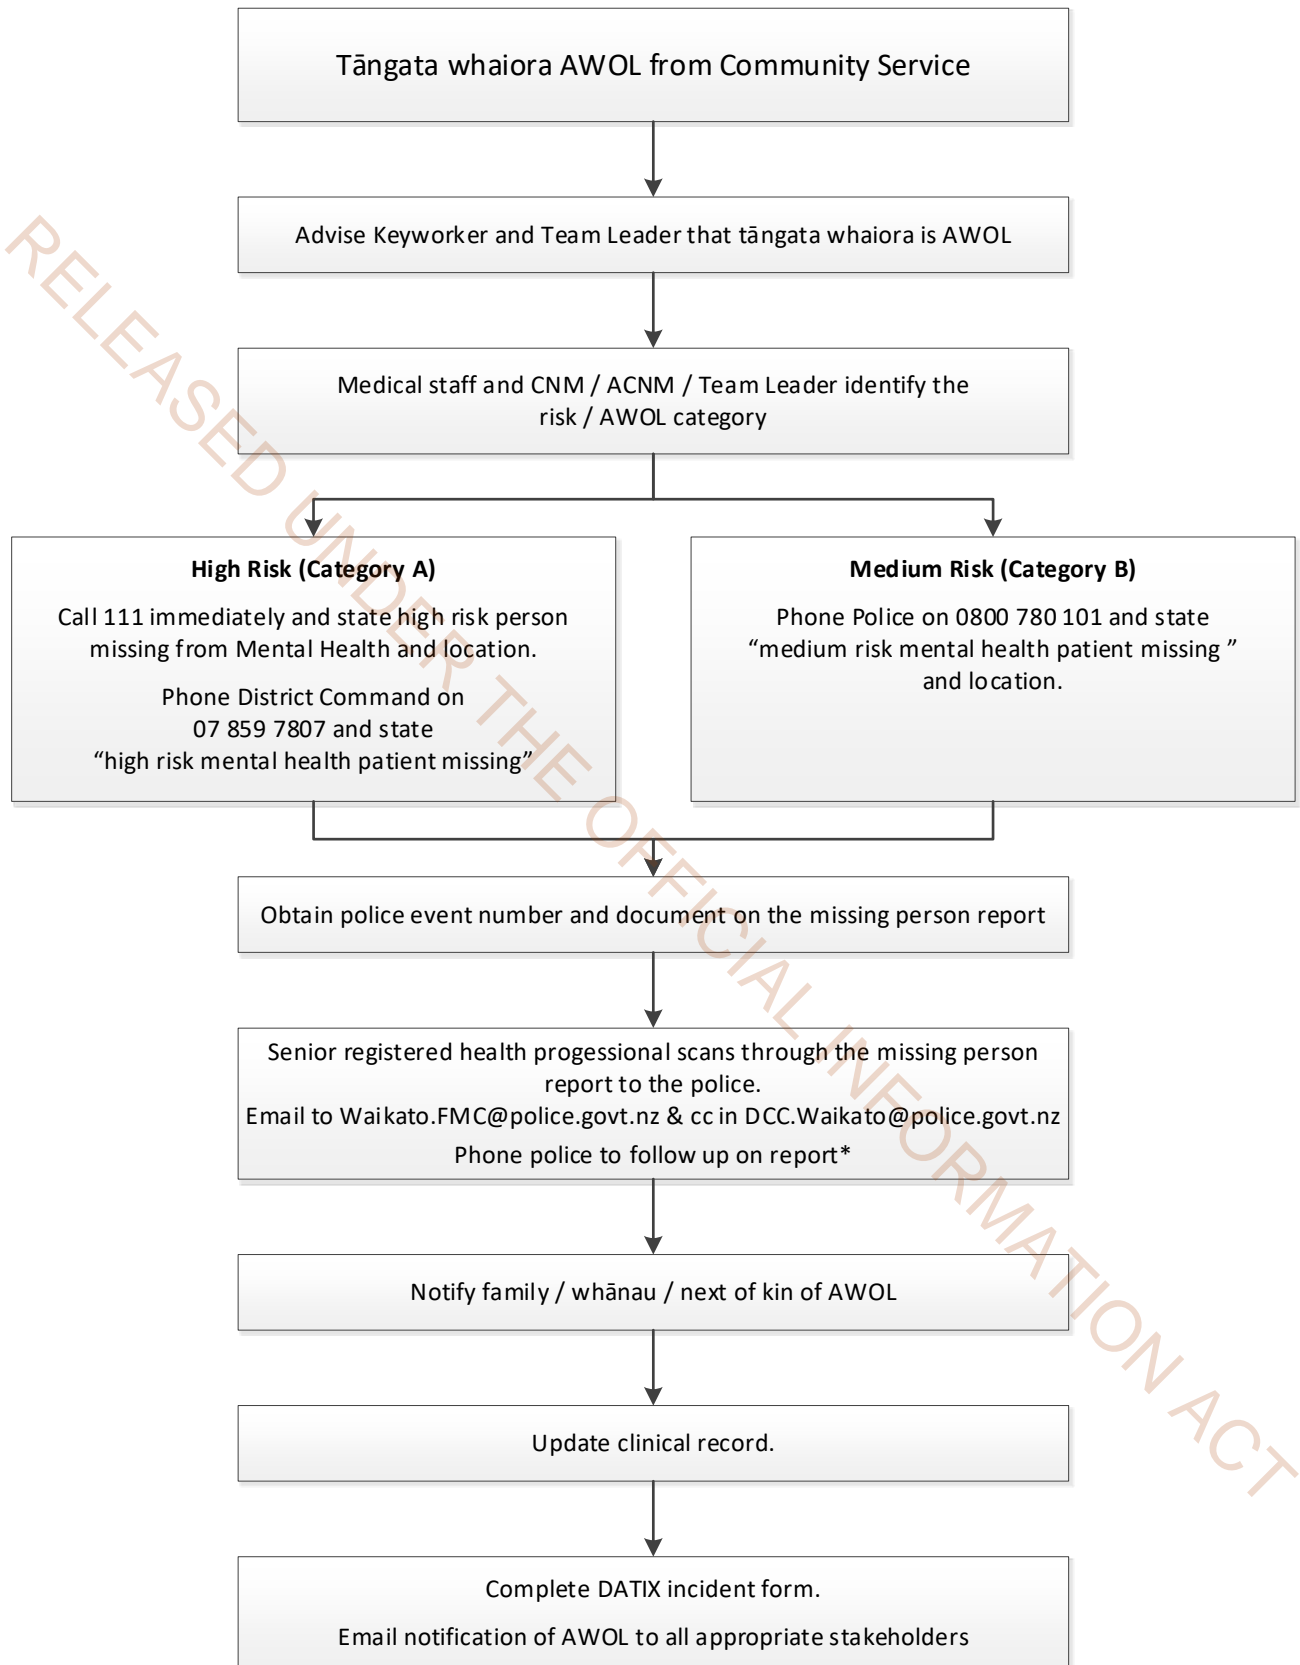 Tāngata whaiora AWOL from Community Service
Advise Keyworker and Team Leader that tāngata whaiora is AWOL
Medical staff and CNM / ACNM / Team Leader identify the
risk / AWOL category
High Risk (Category A)
Call 111 immediately and state high risk person
missing from Mental Health and location.
Phone District Command on
07 859 7807 and state
“high risk mental health patient missing”
Medium Risk (Category B)
Phone Police on 0800 780 101 and state
“medium risk mental health patient missing ”
and location.
Obtain police event number and document on the missing person report
Senior registered health progessional scans through the missing person
report to the police.
Email to Waikato.FMC@police.govt.nz & cc in DCC.Waikato@police.govt.nz
Phone police to follow up on report*
Notify family / whānau / next of kin of AWOL
Update clinical record.
Complete DATIX incident form.
Email notification of AWOL to all appropriate stakeholders
RELEASED UNDER THE OFFICIAL INFORMATION ACT